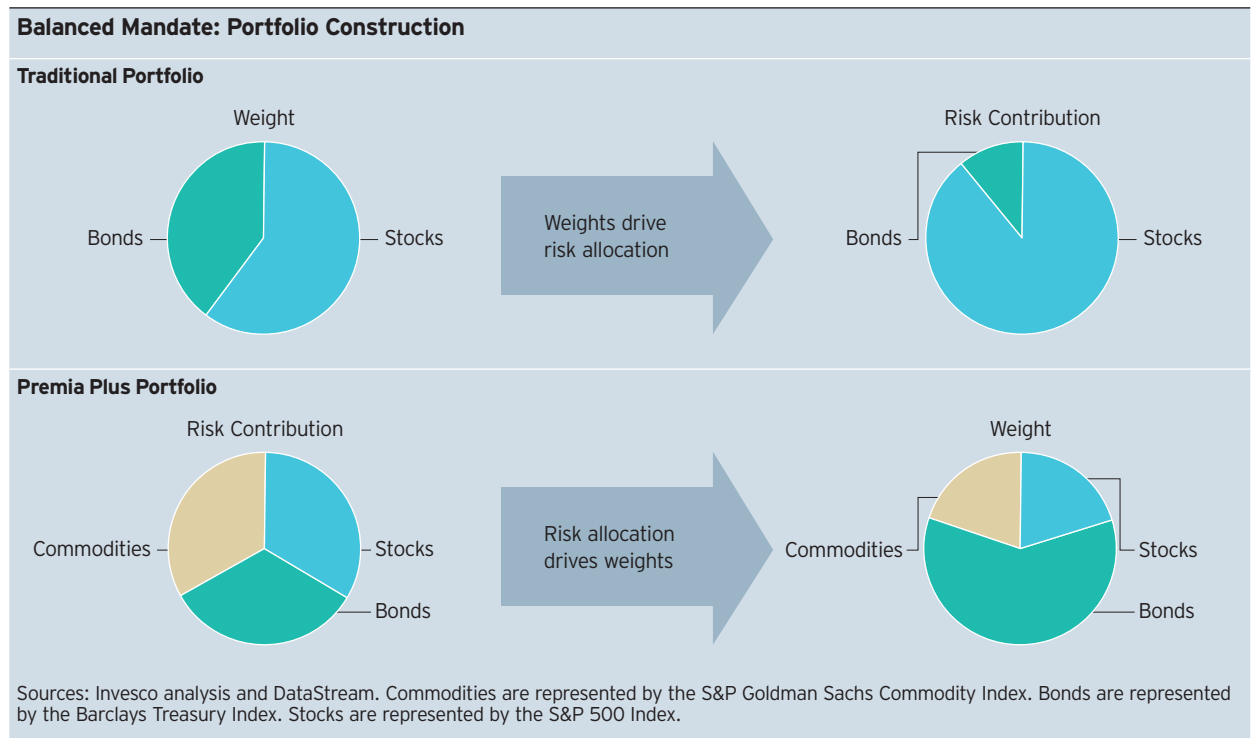 Balanced Mandate: Portfolio Construction
Traditional Portfolio
Weight
Bonds
Stocks
Weights drive
risk allocation
Risk Contribution
Bonds
Stocks
Premia Plus Portfolio
Risk Contribution
Commodities
Stocks
Bonds
Risk allocation
drives weights
Weight
Commodities
Stocks
Bonds
Sources: Invesco analysis and DataStream. Commodities are represented by the S&P Goldman Sachs Commodity Index. Bonds are represented
by the Barclays Treasury Index. Stocks are represented by the S&P 500 Index.